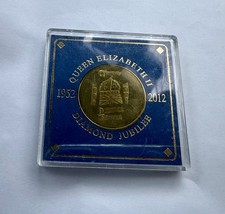 QUEEN ELIZABETH II
1952 2012
DIAMOND JUBILEE